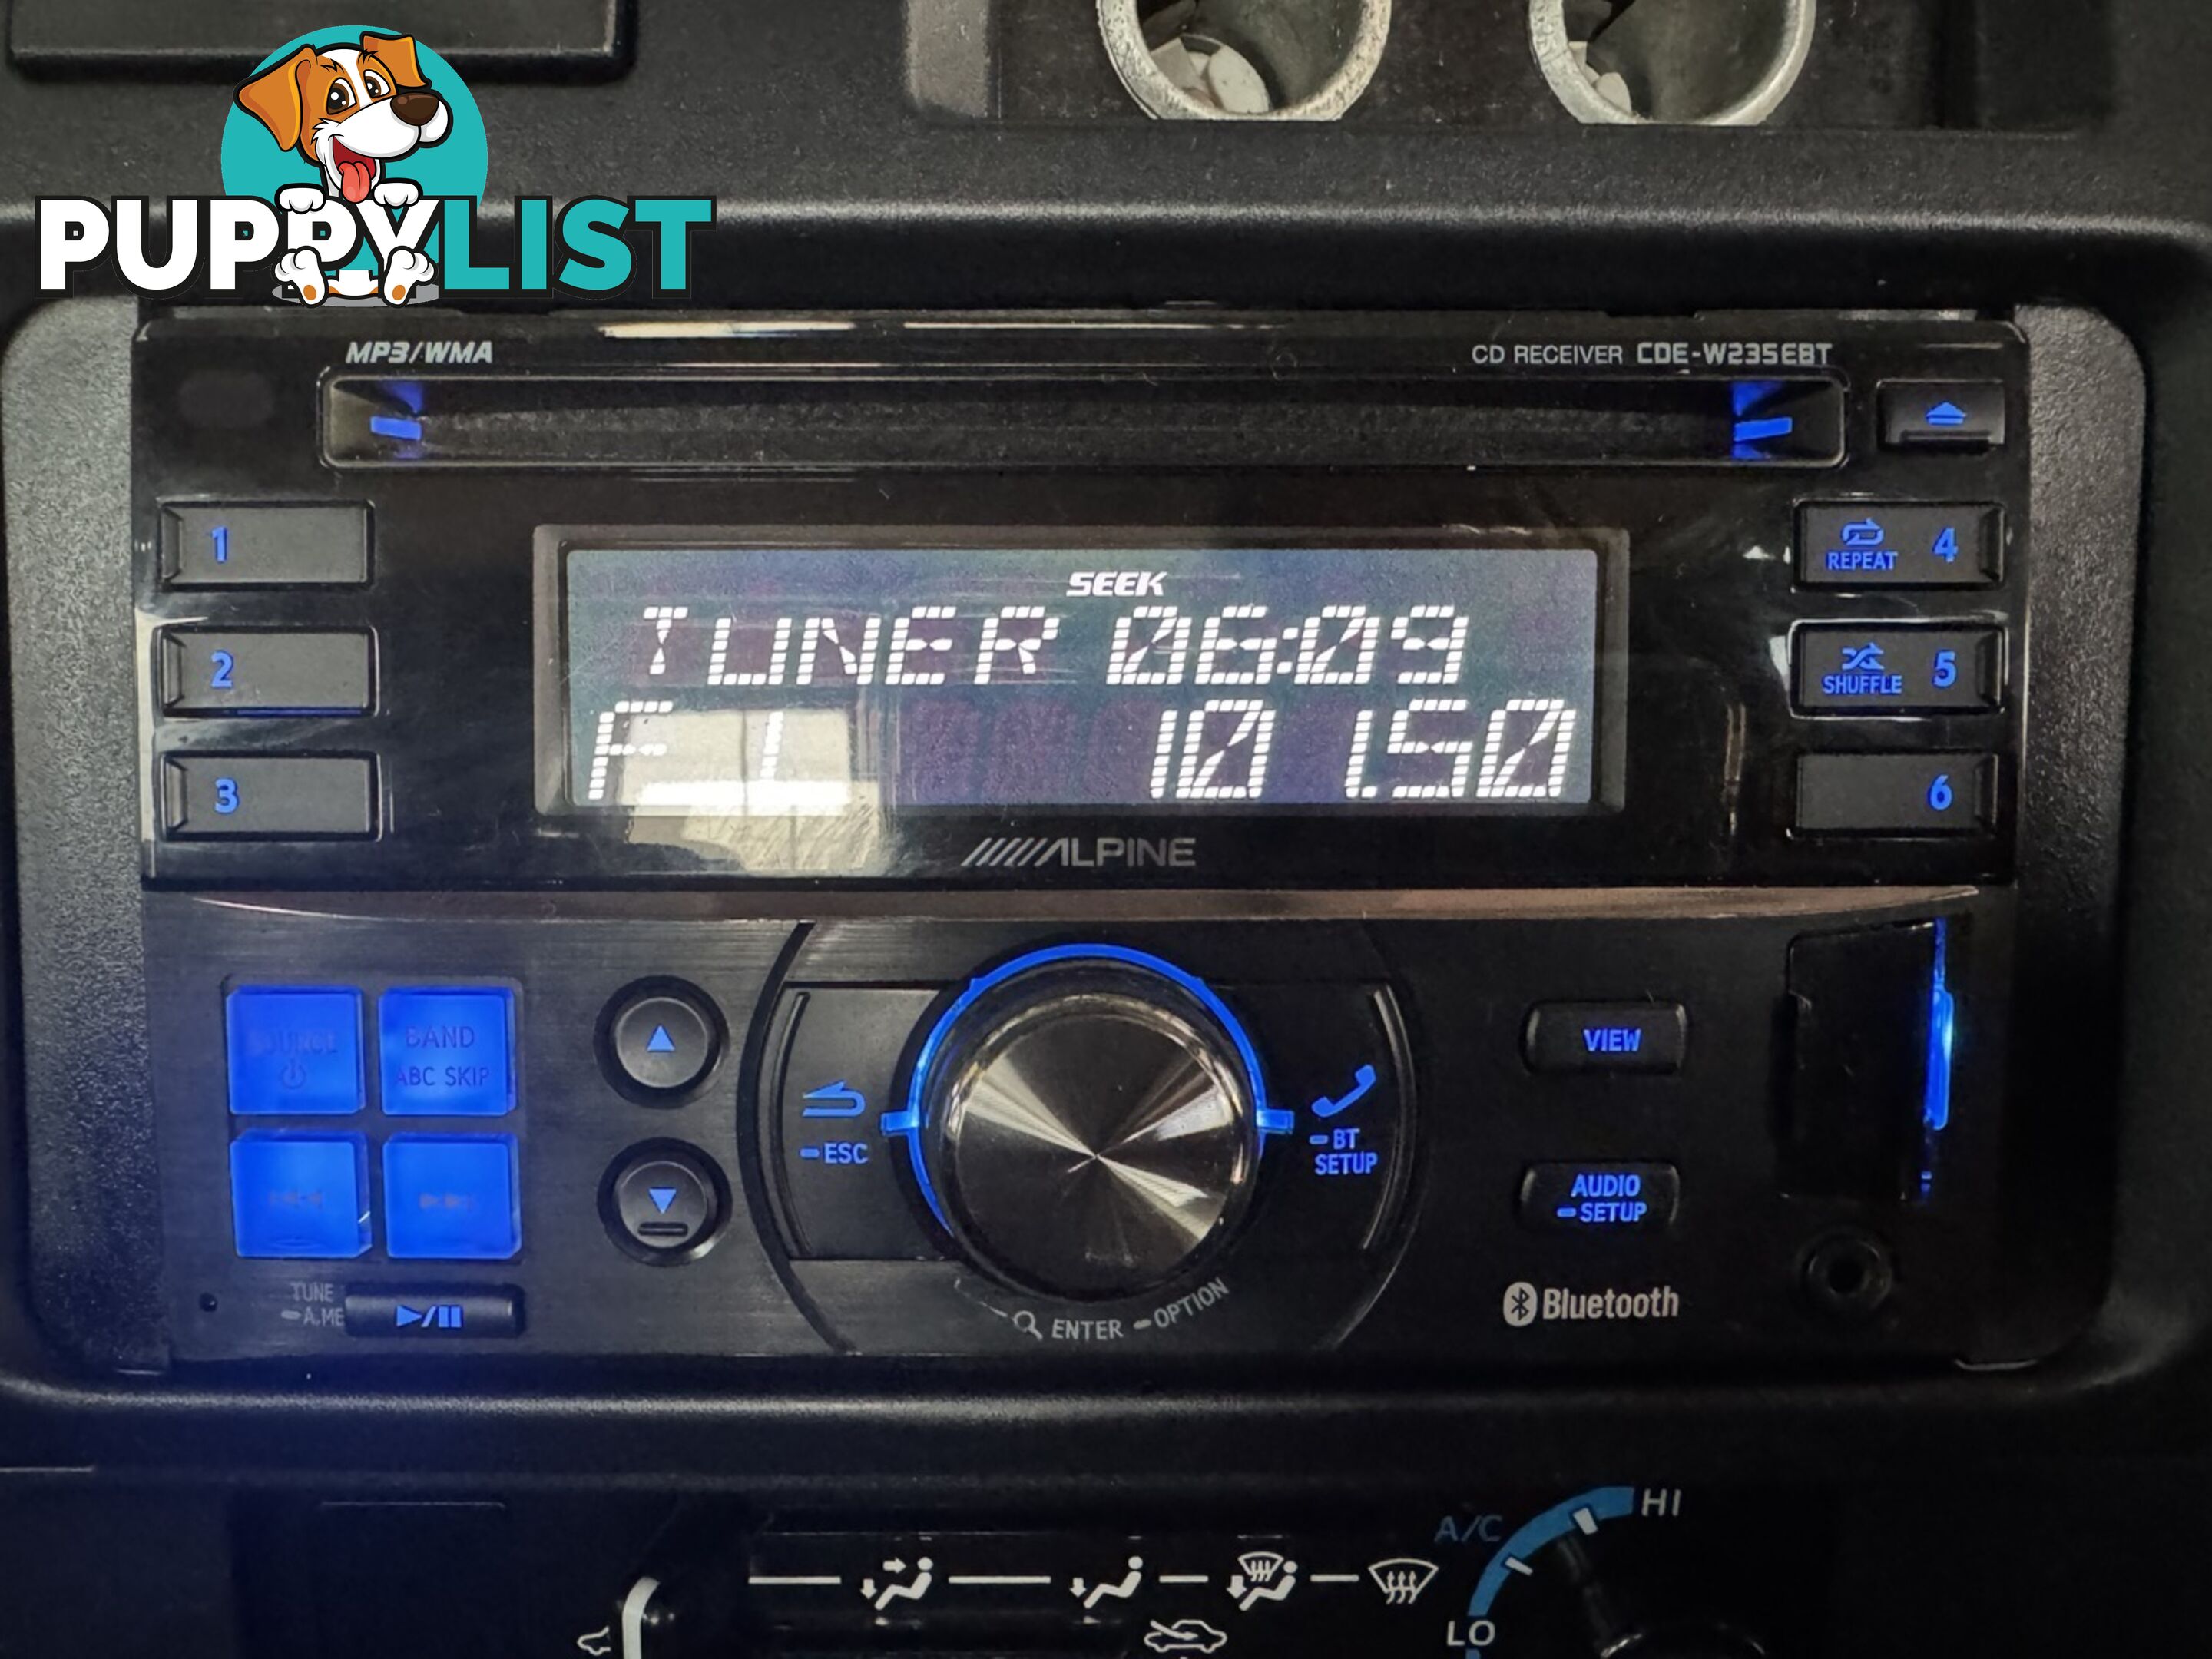 PUPPYLIST
MP3/WMA
CD RECEIVER CDE-W235EBT
1
2
3
REPEAT 4
SHUFFLE 5
6
SEEK
TUNER 06:09
F1 101.50
ALPINE
SOURCE
BAND
ABC SKIP
ESC
BT
SETUP
VIEW
AUDIO
SETUP
TUNE
A.ME
ENTER OPTION
Bluetooth
A/C
HI
LO